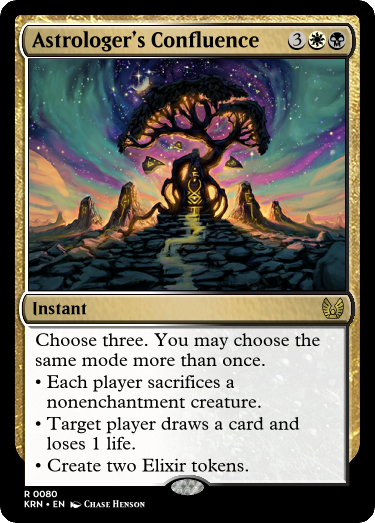 Astrologer's Confluence 3
Instant
Choose three. You may choose the
same mode more than once.
• Each player sacrifices a
nonenchantment creature.
• Target player draws a card and
loses 1 life.
• Create two Elixir tokens.
R 0080
KRN • EN Chase Henson